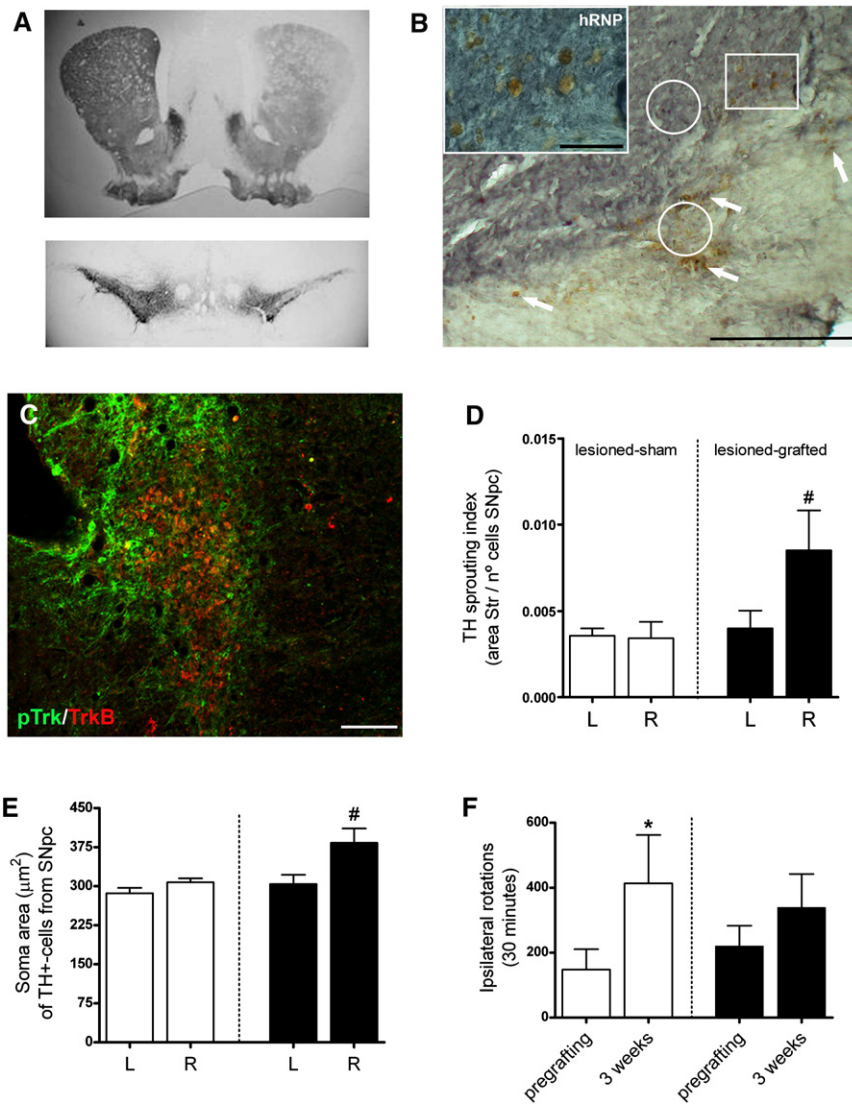 A
B
hRNP
C
pTrk/TrkB
D
TH sprouting index
(area Str / nº cells SNpc)
0.015
0.010
0.005
0.000
lesioned-sham
lesioned-grafted
#
L
R
L
R
E
Soma area (µm²)
of TH+-cells from SNpc
450
375
300
225
150
75
0
#
L
R
L
R
F
Ipsilateral rotations
(30 minutes)
600
400
200
0
*
pregrafting
3 weeks
pregrafting
3 weeks